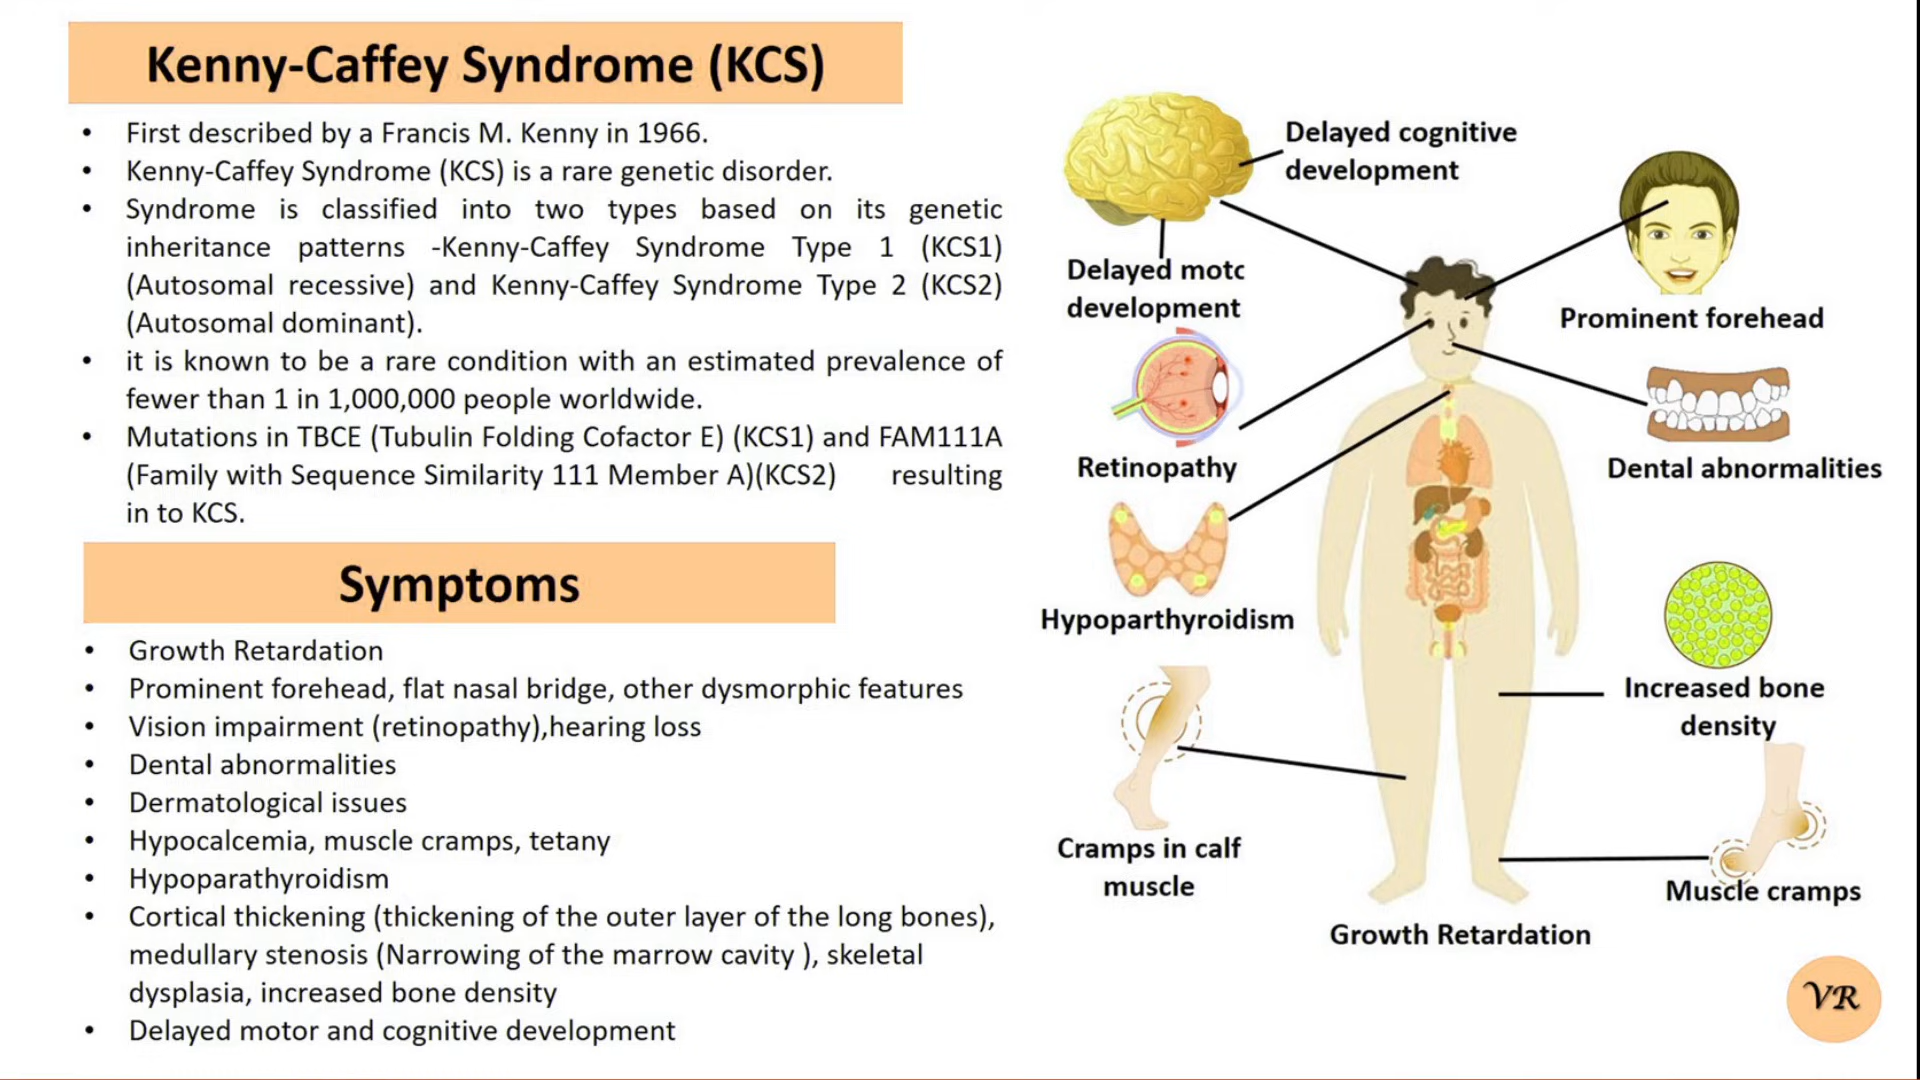 Kenny-Caffey Syndrome (KCS)
• First described by a Francis M. Kenny in 1966.
• Kenny-Caffey Syndrome (KCS) is a rare genetic disorder.
• Syndrome is classified into two types based on its genetic
inheritance patterns -Kenny-Caffey Syndrome Type 1 (KCS1)
(Autosomal recessive) and Kenny-Caffey Syndrome Type 2 (KCS2)
(Autosomal dominant).
• it is known to be a rare condition with an estimated prevalence of
fewer than 1 in 1,000,000 people worldwide.
• Mutations in TBCE (Tubulin Folding Cofactor E) (KCS1) and FAM111A
(Family with Sequence Similarity 111 Member A)(KCS2) resulting
in to KCS.
Symptoms
• Growth Retardation
• Prominent forehead, flat nasal bridge, other dysmorphic features
• Vision impairment (retinopathy),hearing loss
• Dental abnormalities
• Dermatological issues
• Hypocalcemia, muscle cramps, tetany
• Hypoparathyroidism
• Cortical thickening (thickening of the outer layer of the long bones),
medullary stenosis (Narrowing of the marrow cavity ), skeletal
dysplasia, increased bone density
• Delayed motor and cognitive development
Delayed cognitive
development
Delayed motc
development
Prominent forehead
Retinopathy
Dental abnormalities
Hypoparthyroidism
Increased bone
density
Cramps in calf
muscle
Muscle cramps
Growth Retardation
VR